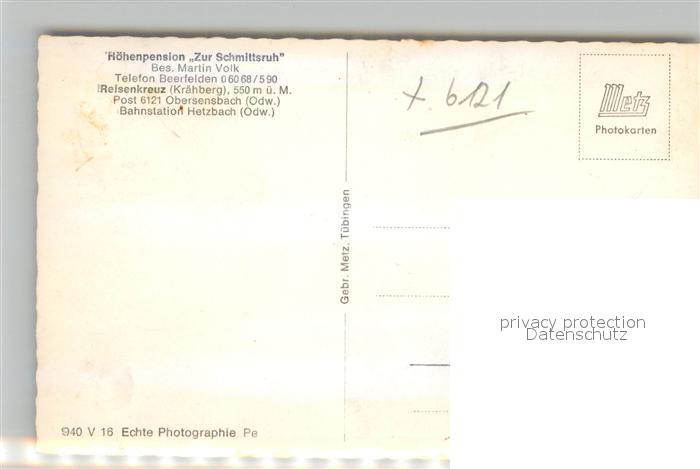 Höhenpension „Zur Schmittsruh"
Bes. Martin Volk
Telefon Beerfelden 06068/590
Reisenkreuz (Krähberg), 550 m ü. M.
Post 6121 Obersensbach (Odw.)
Bahnstation Hetzbach (Odw.)
x 6121
Metz
Photokarten
Gebr. Metz, Tübingen
privacy protection
Datenschutz
940 V 16 Echte Photographie Pe